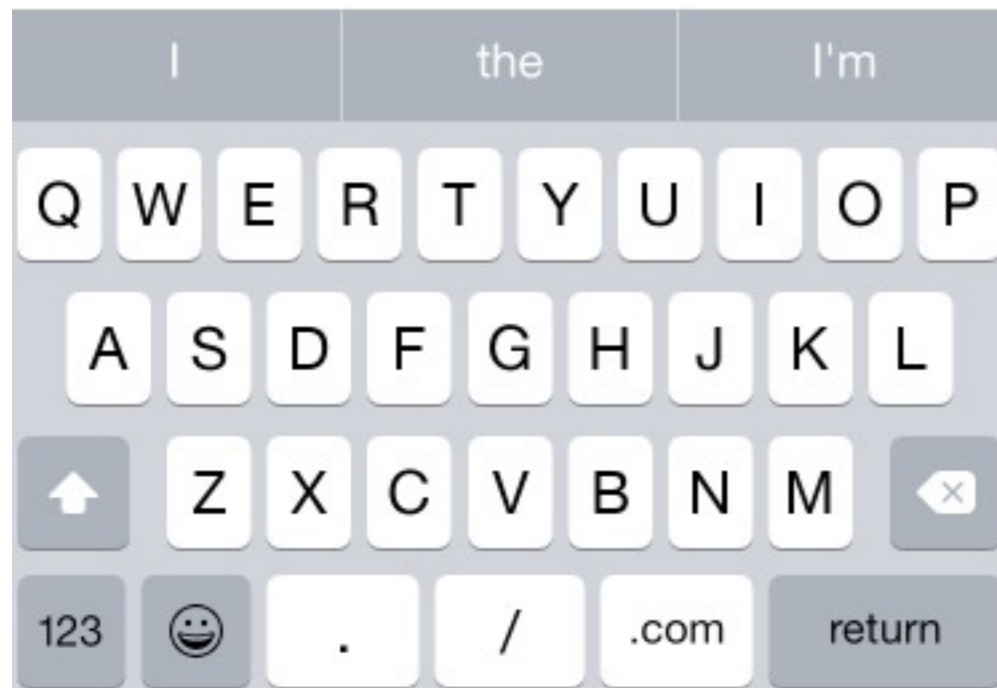 I the I'm
Q W E R T Y U I O P
A S D F G H J K L
Z X C V B N M
123 . / .com return